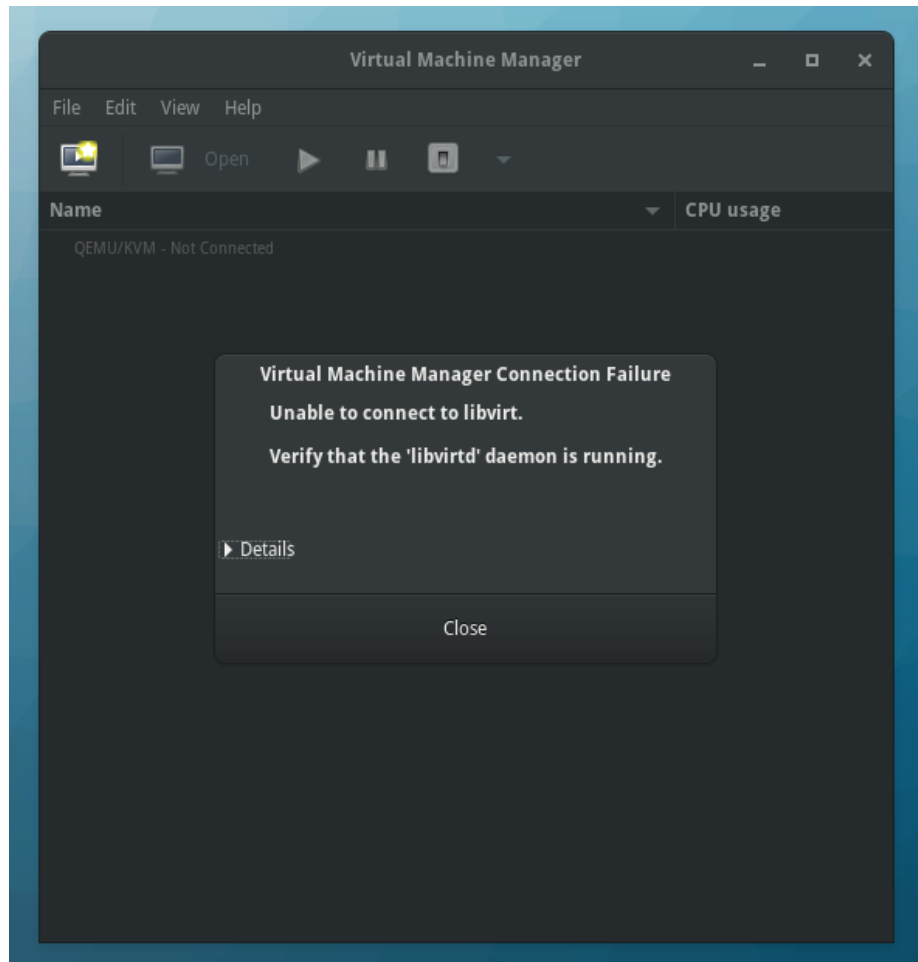 Virtual Machine Manager
File Edit View Help
Open
Name CPU usage
QEMU/KVM - Not Connected
Virtual Machine Manager Connection Failure
Unable to connect to libvirt.
Verify that the 'libvirtd' daemon is running.
Details
Close